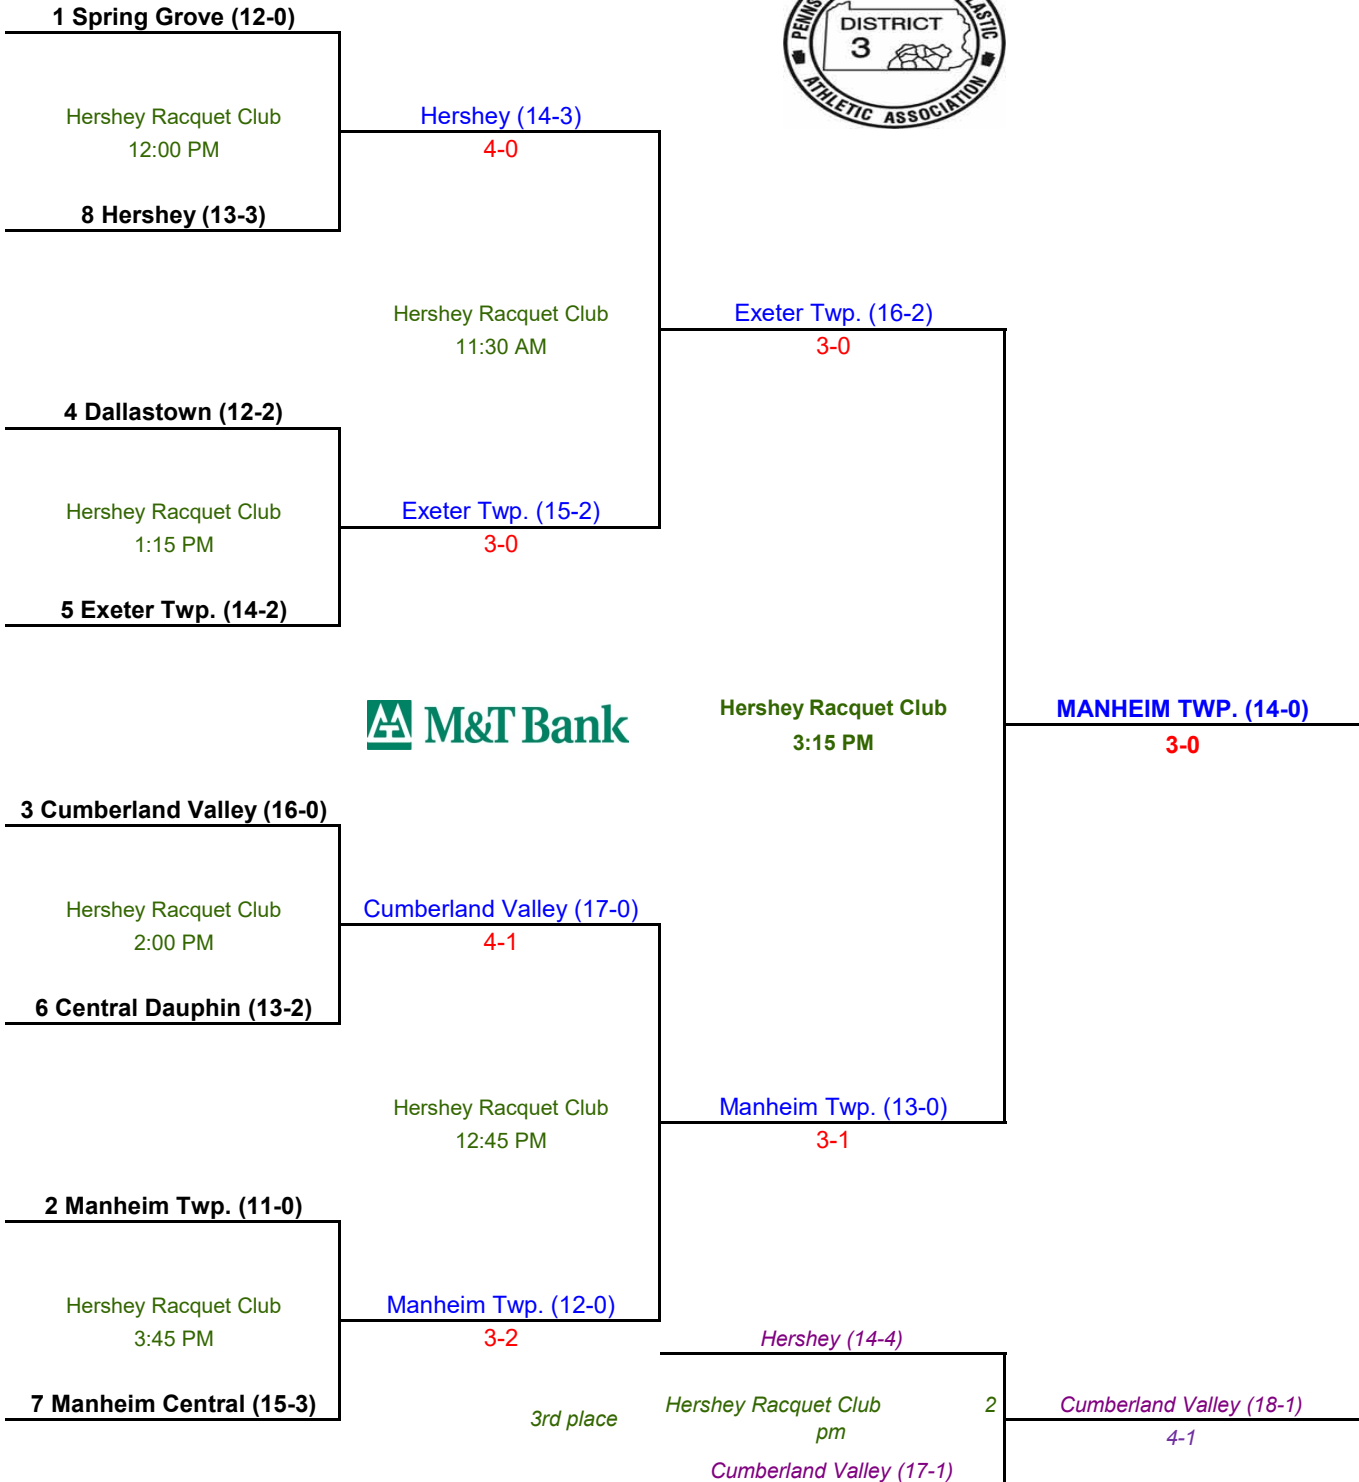 1 Spring Grove (12-0)
DISTRICT
3
ATHLETIC ASSOCIATION
Hershey Racquet Club
12:00 PM
Hershey (14-3)
4-0
8 Hershey (13-3)
Hershey Racquet Club
11:30 AM
Exeter Twp. (16-2)
3-0
4 Dallastown (12-2)
Hershey Racquet Club
1:15 PM
Exeter Twp. (15-2)
3-0
5 Exeter Twp. (14-2)
M&T Bank
Hershey Racquet Club
3:15 PM
MANHEIM TWP. (14-0)
3-0
3 Cumberland Valley (16-0)
Hershey Racquet Club
2:00 PM
Cumberland Valley (17-0)
4-1
6 Central Dauphin (13-2)
Hershey Racquet Club
12:45 PM
Manheim Twp. (13-0)
3-1
2 Manheim Twp. (11-0)
Hershey Racquet Club
3:45 PM
Manheim Twp. (12-0)
3-2
7 Manheim Central (15-3)
Hershey (14-4)
3rd place
Hershey Racquet Club 2
pm
Cumberland Valley (17-1)
Cumberland Valley (18-1)
4-1